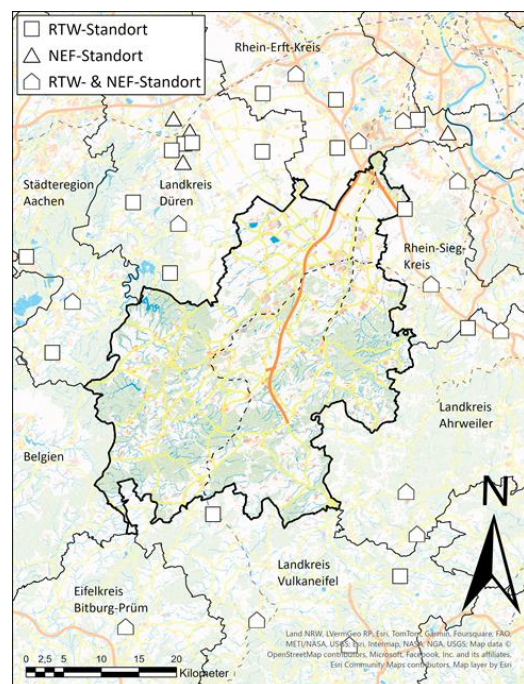 RTW-Standort
NEF-Standort
RTW- & NEF-Standort
Rhein-Erft-Kreis
Städteregion
Aachen
Landkreis
Düren
Rhein-Sieg-
Kreis
Landkreis
Ahrweiler
Belgien
N
Landkreis
Vulkaneifel
Eifelkreis
Bitburg-Prüm
Land NRW, LVermGeo RP, Esri, TomTom, Garmin, Foursquare, FAO,
METI/NASA, USGS, Esri, Intermap, NASA, NGA, USGS; Map data ©
OpenStreetMap contributors, Microsoft, Facebook, Inc. and its affiliates,
Esri Community Maps contributors, Map layer by Esri
0 2,5 5 10 15 20
Kilometer